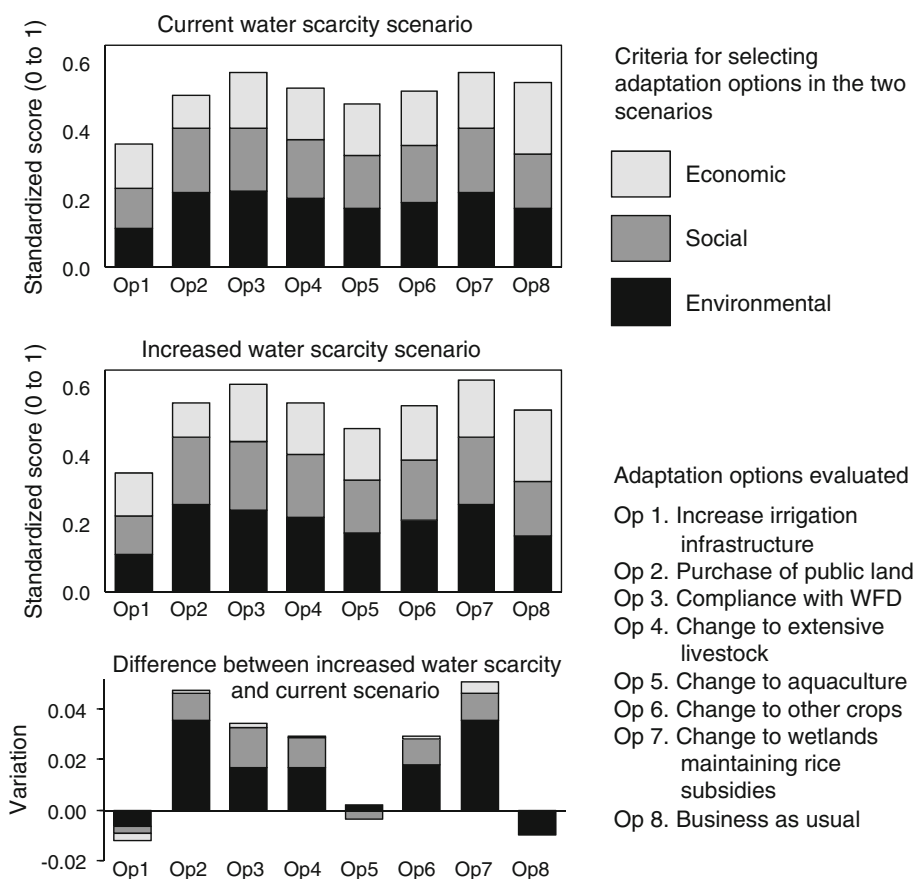 Current water scarcity scenario
Standardized score (0 to 1)
0.6
0.4
0.2
0.0
Op1 Op2 Op3 Op4 Op5 Op6 Op7 Op8
Criteria for selecting
adaptation options in the two
scenarios
Economic
Social
Environmental
Increased water scarcity scenario
Standardized score (0 to 1)
0.6
0.4
0.2
0.0
Op1 Op2 Op3 Op4 Op5 Op6 Op7 Op8
Difference between increased water scarcity
and current scenario
Variation
0.04
0.02
0.00
-0.02
Op1 Op2 Op3 Op4 Op5 Op6 Op7 Op8
Adaptation options evaluated
Op 1. Increase irrigation
infrastructure
Op 2. Purchase of public land
Op 3. Compliance with WFD
Op 4. Change to extensive
livestock
Op 5. Change to aquaculture
Op 6. Change to other crops
Op 7. Change to wetlands
maintaining rice
subsidies
Op 8. Business as usual